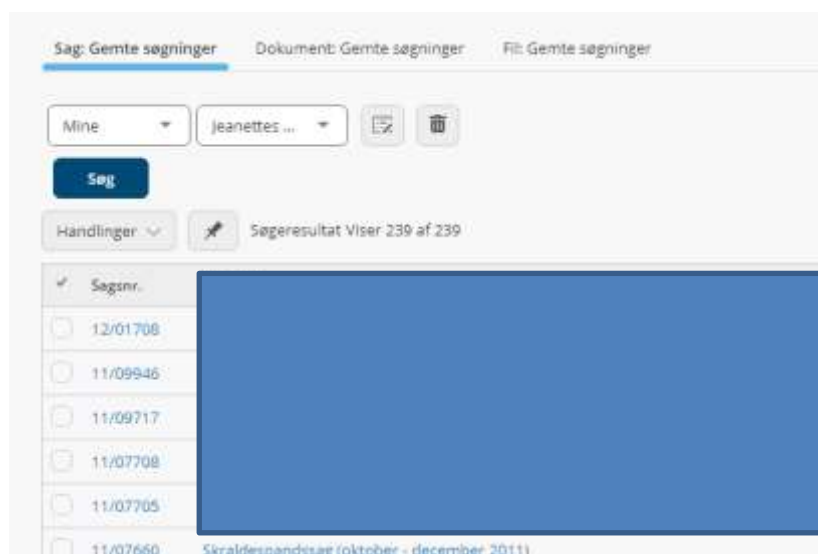 Sag: Gemte søgninger Dokument: Gemte søgninger Fil: Gemte søgninger
Mine Jeanettes ...
Søg
Handlinger Søgeresultat Viser 239 af 239
Sagsnr.
12/01708
11/09946
11/09717
11/07708
11/07705
11/07660 Skraldespandssag (oktober - december 2011)